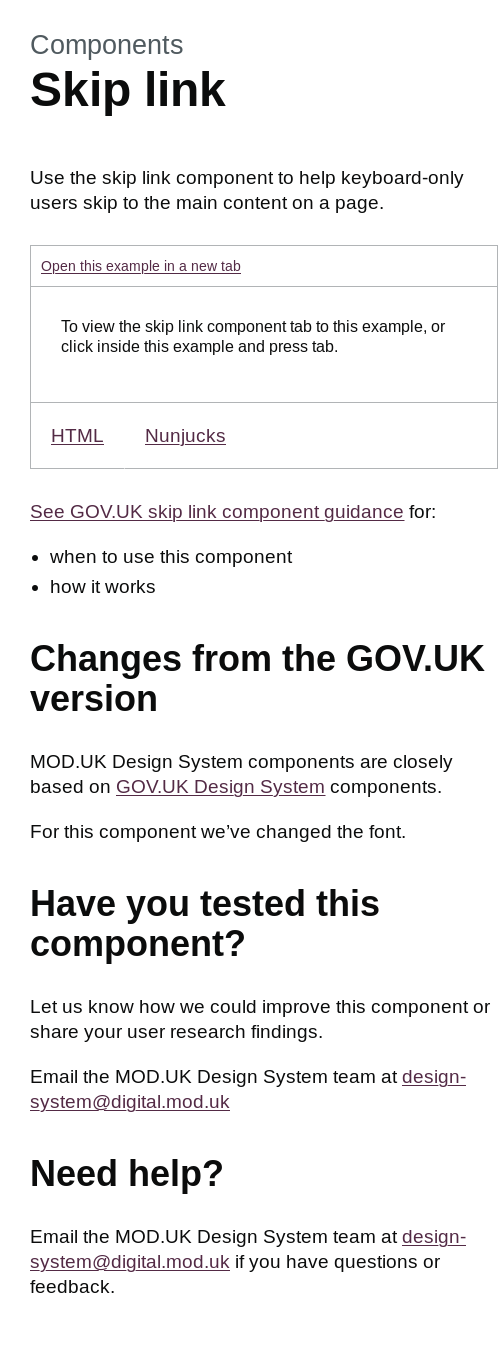 Components
Skip link
Use the skip link component to help keyboard-only
users skip to the main content on a page.
Open this example in a new tab
To view the skip link component tab to this example, or
click inside this example and press tab.
HTML Nunjucks
See GOV.UK skip link component guidance for:
• when to use this component
• how it works
Changes from the GOV.UK
version
MOD.UK Design System components are closely
based on GOV.UK Design System components.
For this component we’ve changed the font.
Have you tested this
component?
Let us know how we could improve this component or
share your user research findings.
Email the MOD.UK Design System team at design-
system@digital.mod.uk
Need help?
Email the MOD.UK Design System team at design-
system@digital.mod.uk if you have questions or
feedback.